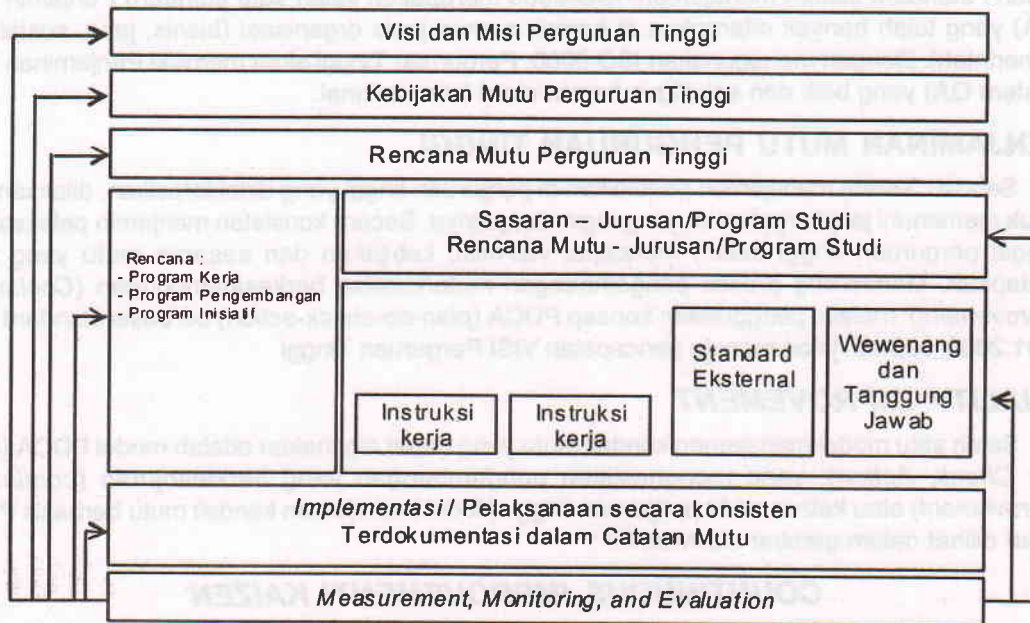 Visi dan Misi Perguruan Tinggi
Kebijakan Mutu Perguruan Tinggi
Rencana Mutu Perguruan Tinggi
Sasaran - Jurusan/Program Studi
Rencana Mutu - Jurusan/Program Studi
Rencana
- Program Kerja
- Program Pengembangan
- Program Inisiatif
Instruksi
kerja
Instruksi
kerja
Standard
Eksternal
Wewenang
dan
Tanggung
Jawab
Implementasi / Pelaksanaan secara konsisten
Terdokumentasi dalam Catatan Mutu
Measurement, Monitoring, and Evaluation